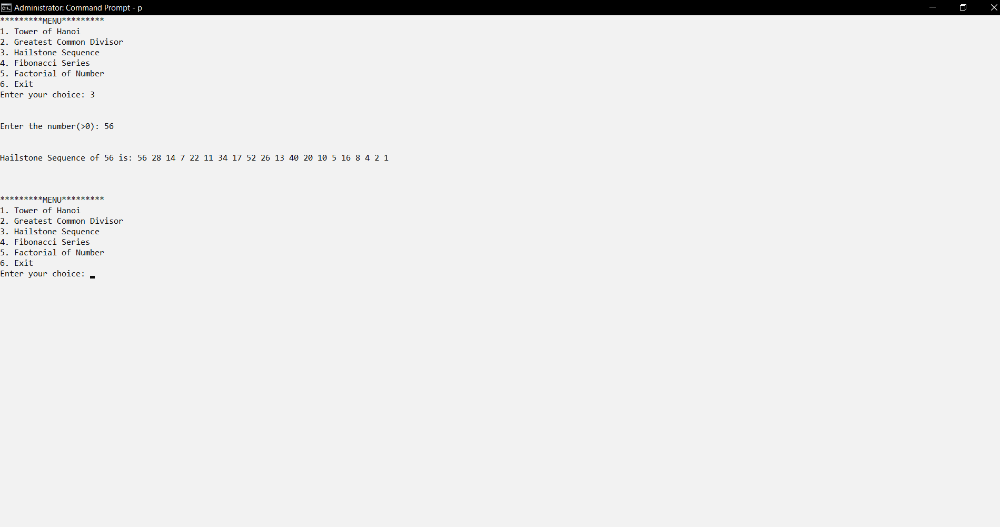 Administrator: Command Prompt - p
*********MENU*********
1. Tower of Hanoi
2. Greatest Common Divisor
3. Hailstone Sequence
4. Fibonacci Series
5. Factorial of Number
6. Exit
Enter your choice: 3
Enter the number(>0): 56
Hailstone Sequence of 56 is: 56 28 14 7 22 11 34 17 52 26 13 40 20 10 5 16 8 4 2 1
*********MENU*********
1. Tower of Hanoi
2. Greatest Common Divisor
3. Hailstone Sequence
4. Fibonacci Series
5. Factorial of Number
6. Exit
Enter your choice: